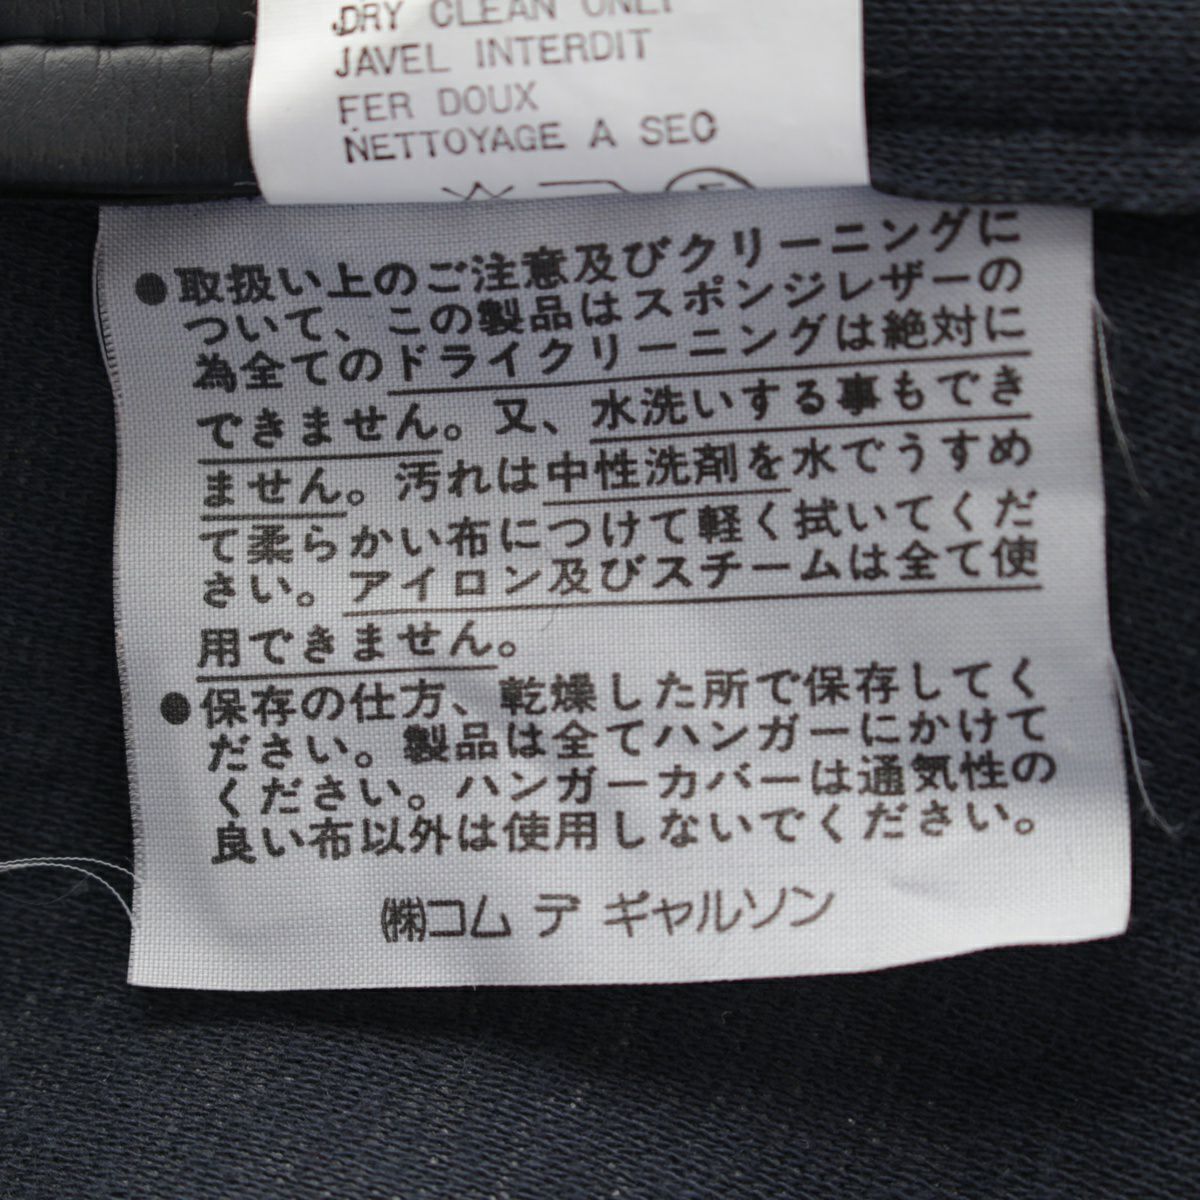 DRY CLEAN ONLY
JAVEL INTERDIT
FER DOUX
NETTOYAGE A SEC
●取扱い上のご注意及びクリーニングに
ついて、この製品はスポンジレザーの
為全てのドライクリーニングは絶対に
できません。又、水洗いする事もでき
ません。汚れは中性洗剤を水でうすめ
て柔らかい布につけて軽く拭いてくだ
さい。アイロン及びスチームは全て使
用できません。
●保存の仕方、乾燥した所で保存してく
ださい。製品は全てハンガーにかけて
ください。ハンガーカバーは通気性の
良い布以外は使用しないでください。
㈱コム デ ギャルソン